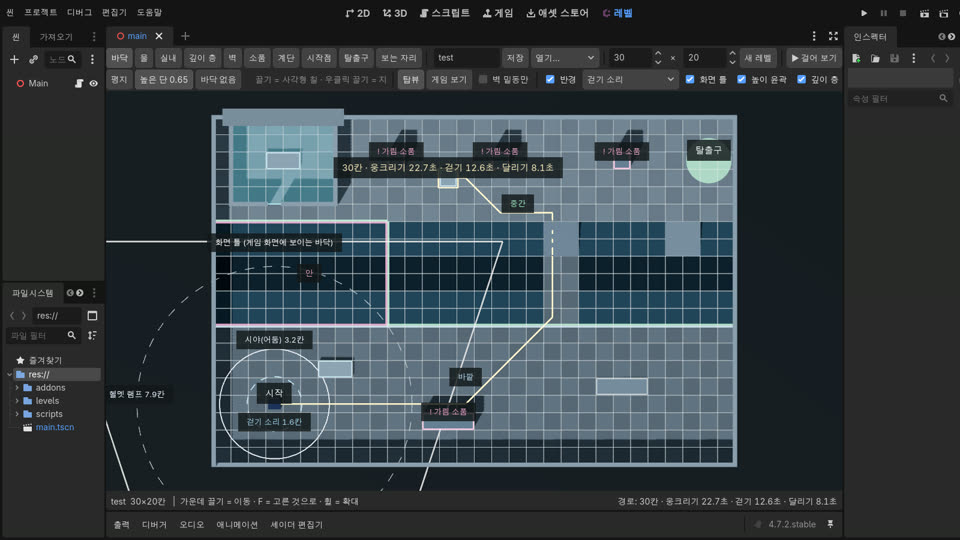 씬 프로젝트 디버그 편집기 도움말 2D 3D 스크립트 게임 애셋 스토어 레벨
씬 가져오기 main 인스펙터
노드 바닥 물 실내 깊이 층 벽 소품 계단 시작점 탈출구 보는 자리 test 저장 열기... 30 × 20 새 레벨 걸어 보기
Main 평지 높은 단 0.65 바닥 없음 끌기 = 사각형 칠 · 우클릭 끌기 = 지 탑뷰 게임 보기 벽 밑동만 반경 걷기 소리 화면 틀 높이 윤곽 깊이 층
속성 필터
! 가림 소품 ! 가림 소품 ! 가림 소품 탈출구
30칸 · 웅크리기 22.7초 · 걷기 12.6초 · 달리기 8.1초
중간
화면 틀 (게임 화면에 보이는 바닥)
안
시야(어둠) 3.2칸
바깥
헬멧 램프 7.9칸
시작
! 가림 소품
걷기 소리 1.6칸
파일시스템
res://
파일 필터
즐겨찾기
res://
addons
levels
scripts
main.tscn
test 30×20칸 가운데 끌기 = 이동 · F = 고른 것으로 · 휠 = 확대 경로: 30칸 · 웅크리기 22.7초 · 걷기 12.6초 · 달리기 8.1초
출력 디버거 오디오 애니메이션 셰이더 편집기 4.7.2.stable